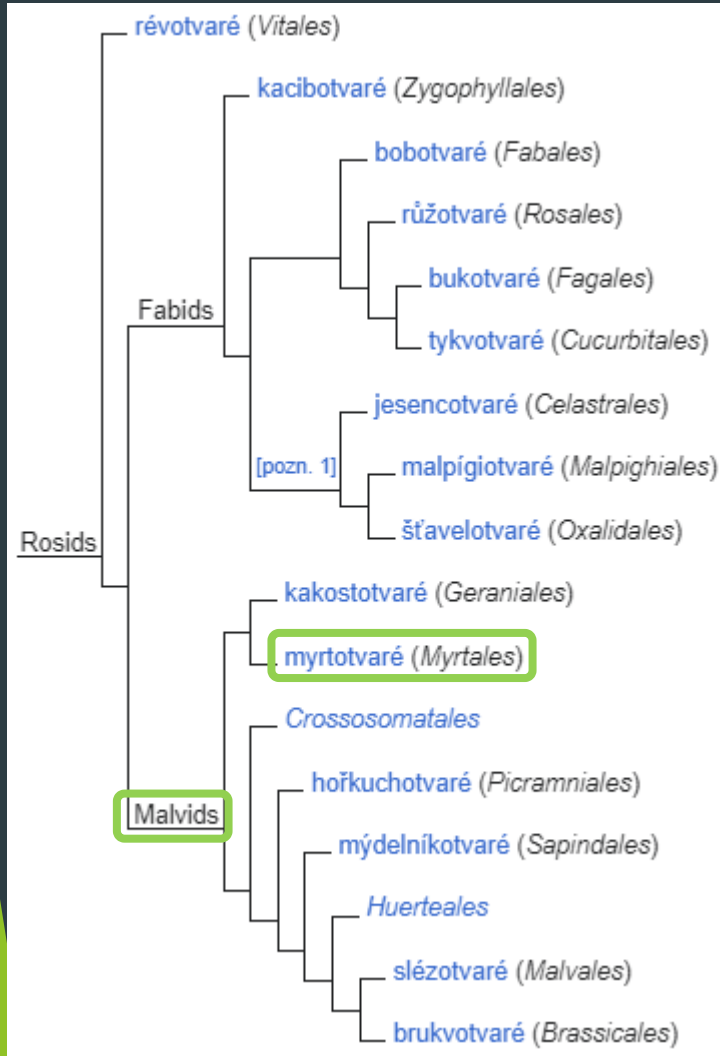 révotvaré (Vitales)
kacibotvaré (Zygophyllales)
bobotvaré (Fabales)
růžotvaré (Rosales)
bukotvaré (Fagales)
Fabids
tykvotvaré (Cucurbitales)
jesencotvaré (Celastrales)
[pozn. 1]
malpígiotvaré (Malpighiales)
šťavelotvaré (Oxalidales)
Rosids
kakostotvaré (Geraniales)
myrtotvaré (Myrtales)
Crossosomatales
hořkuchotvaré (Picramniales)
Malvids
mýdelníkotvaré (Sapindales)
Huerteales
slézotvaré (Malvales)
brukvotvaré (Brassicales)